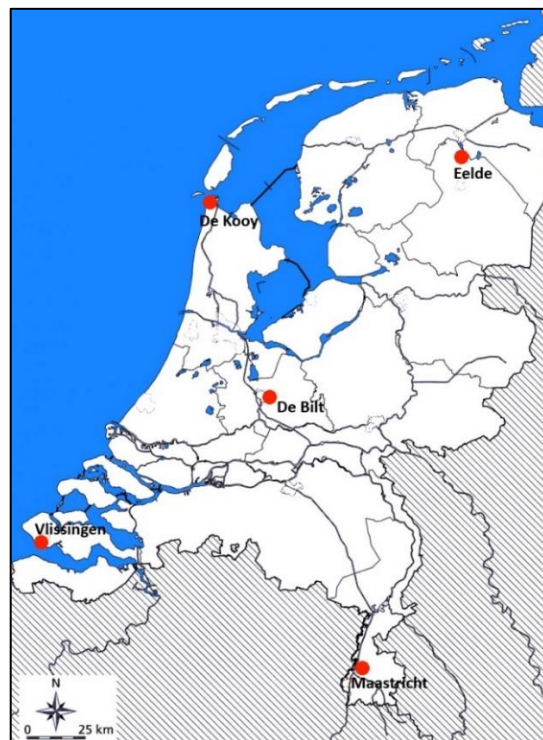 Eelde
De Kooy
De Bilt
Vlissingen
Maastricht
N
0 25 km